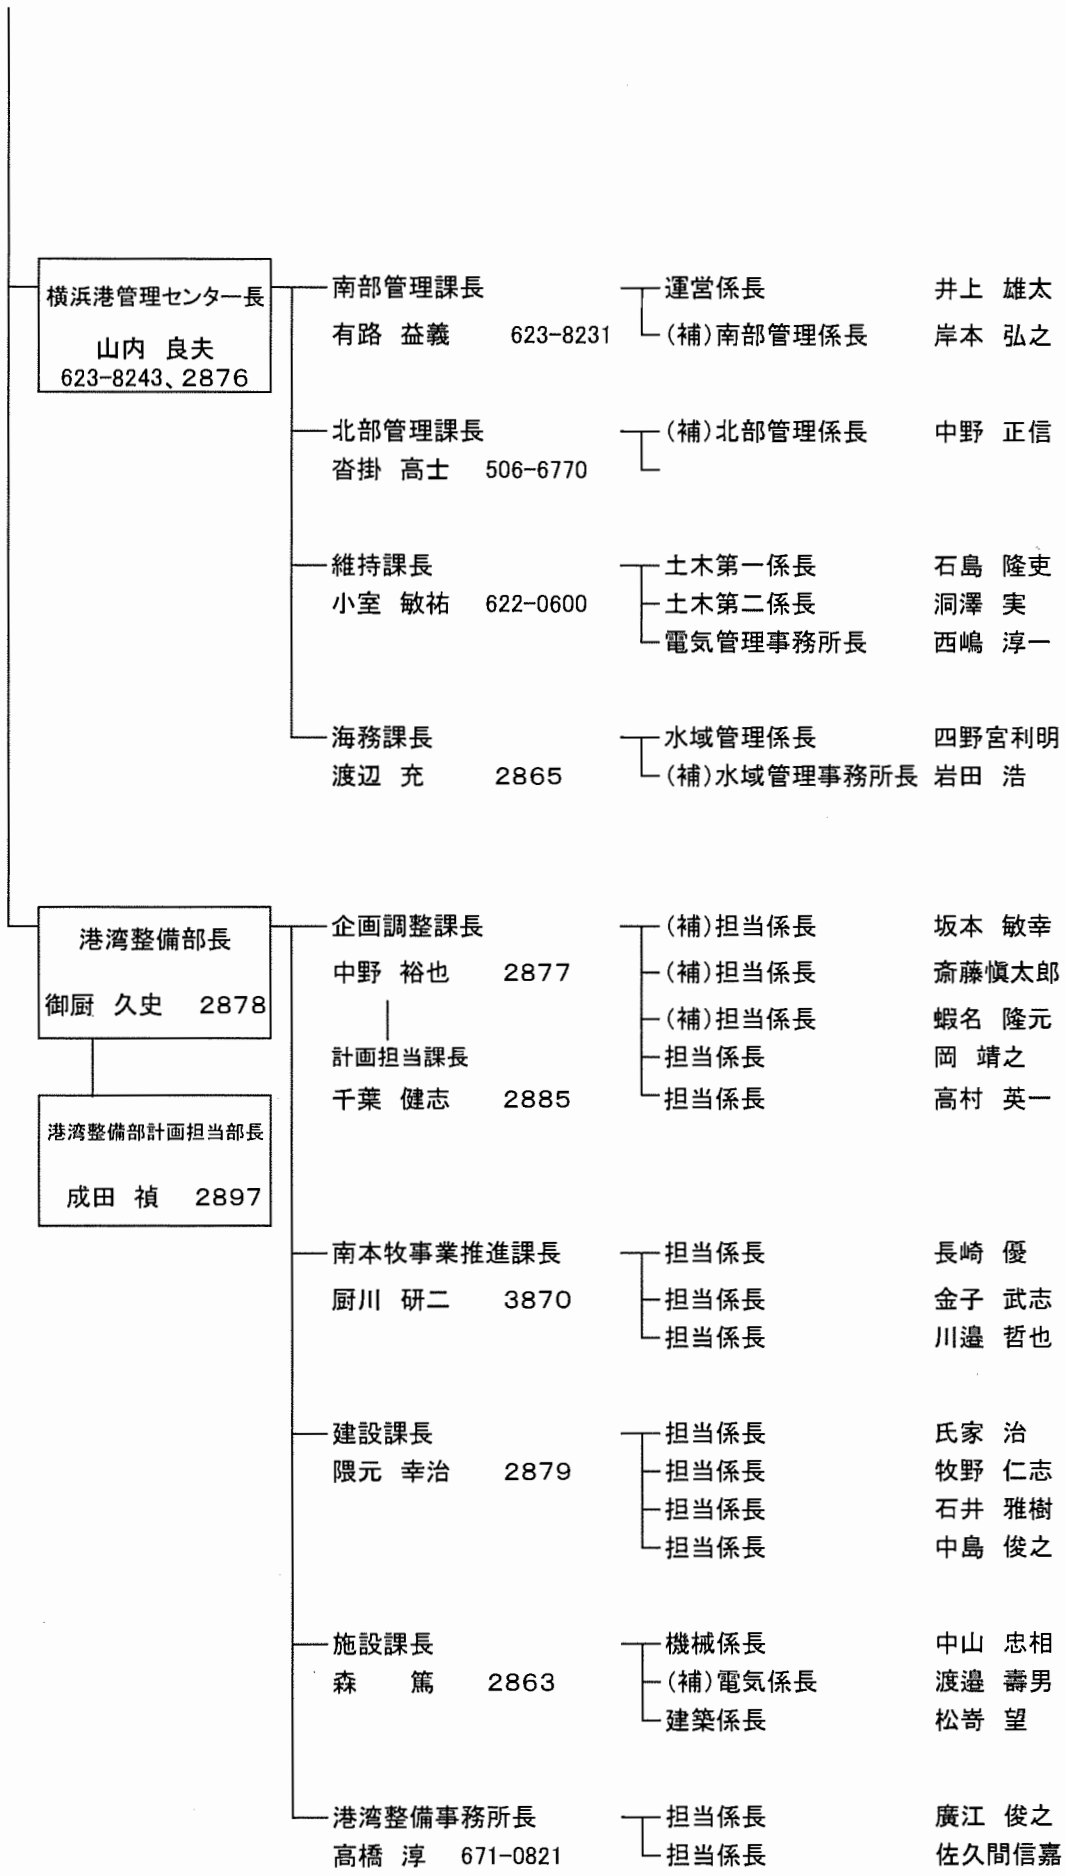 横浜港管理センター長
山内 良夫
623-8243、2876
南部管理課長 運営係長 井上 雄太
有路 益義 623-8231 (補)南部管理係長 岸本 弘之
北部管理課長 (補)北部管理係長 中野 正信
沓掛 高士 506-6770
維持課長 土木第一係長 石島 隆吏
小室 敏祐 622-0600 土木第二係長 洞澤 実
電気管理事務所長 西嶋 淳一
海務課長 水域管理係長 四野宮利明
渡辺 充 2865 (補)水域管理事務所長 岩田 浩
港湾整備部長
御厨 久史 2878
港湾整備部計画担当部長
成田 禎 2897
企画調整課長 (補)担当係長 坂本 敏幸
中野 裕也 2877 (補)担当係長 斎藤愼太郎
(補)担当係長 蝦名 隆元
計画担当課長 担当係長 岡 靖之
千葉 健志 2885 担当係長 高村 英一
南本牧事業推進課長 担当係長 長崎 優
厨川 研二 3870 担当係長 金子 武志
担当係長 川邉 哲也
建設課長 担当係長 氏家 治
隈元 幸治 2879 担当係長 牧野 仁志
担当係長 石井 雅樹
担当係長 中島 俊之
施設課長 機械係長 中山 忠相
森 篤 2863 (補)電気係長 渡邉 壽男
建築係長 松嵜 望
港湾整備事務所長 担当係長 廣江 俊之
高橋 淳 671-0821 担当係長 佐久間信嘉